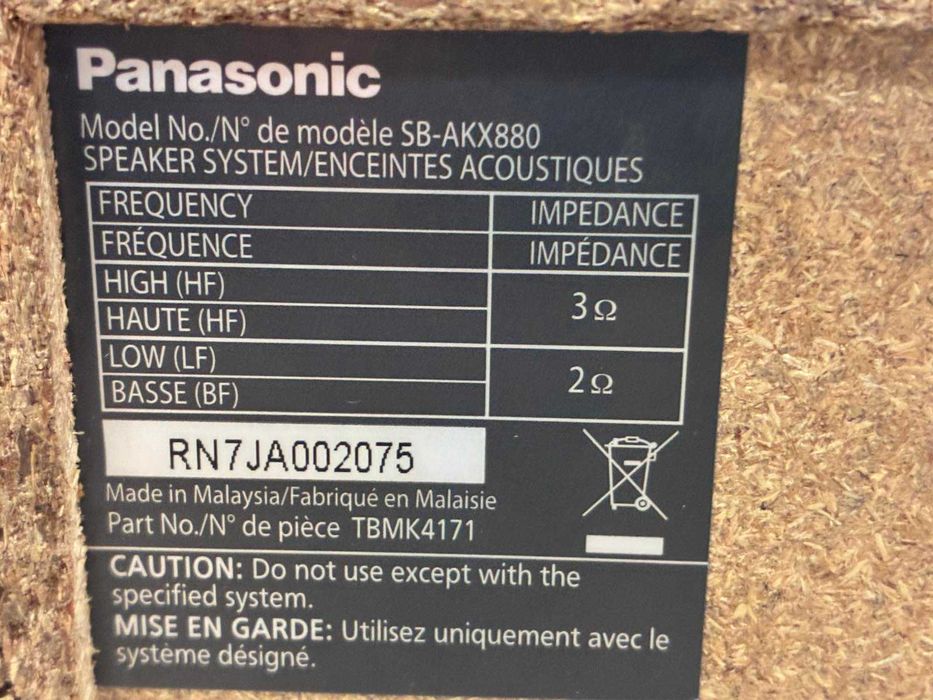 Panasonic
Model No./N° de modèle SB-AKX880
SPEAKER SYSTEM/ENCEINTES ACOUSTIQUES
FREQUENCY IMPEDANCE
FRÉQUENCE IMPÉDANCE
HIGH (HF)
3Ω
HAUTE (HF)
LOW (LF)
2Ω
BASSE (BF)
RN7JA002075
Made in Malaysia/Fabriqué en Malaisie
Part No./N° de pièce TBMK4171
CAUTION: Do not use except with the
specified system.
MISE EN GARDE: Utilisez uniquement avec le
système désigné.